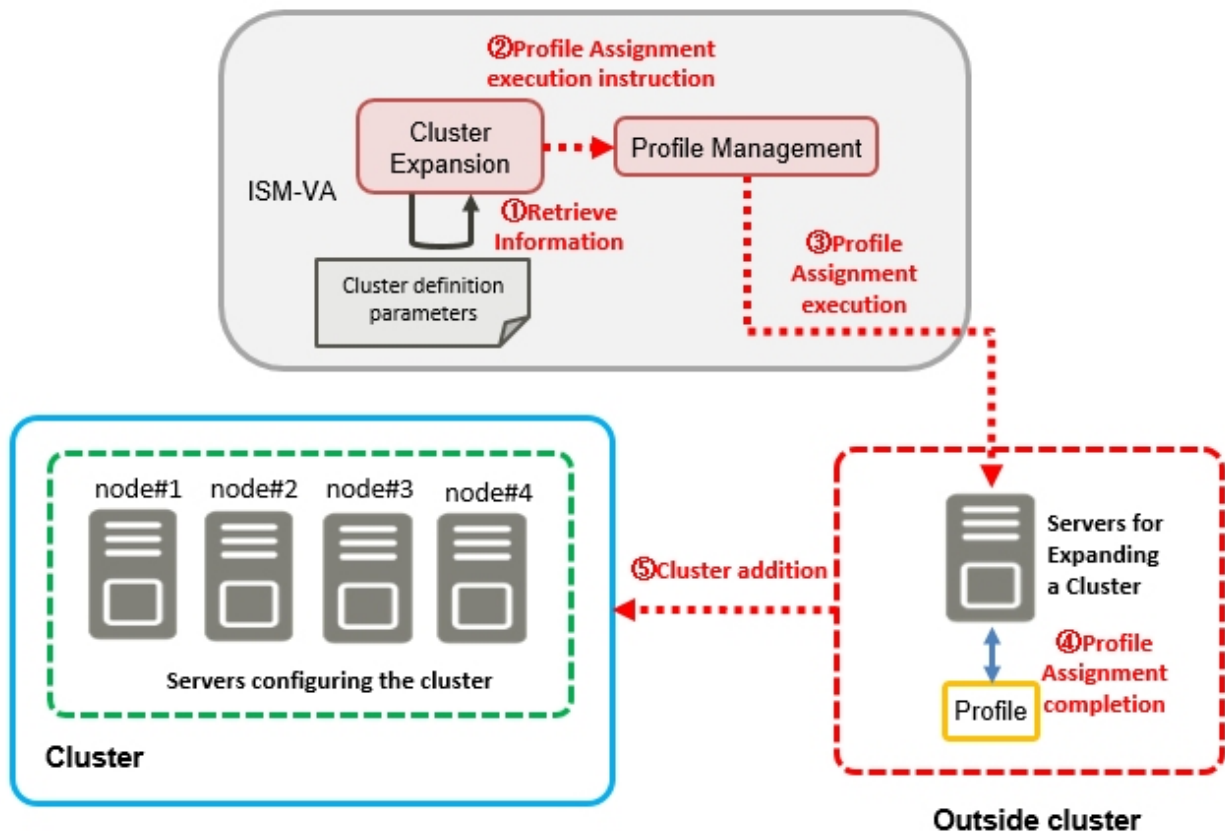 ②Profile Assignment
execution instruction
Cluster
Expansion
Profile Management
ISM-VA
①Retrieve
Information
③Profile
Assignment
execution
Cluster definition
parameters
node#1
node#2
node#3
node#4
Servers configuring the cluster
Cluster
⑤Cluster addition
Servers for
Expanding
a Cluster
④Profile
Assignment
completion
Profile
Outside cluster